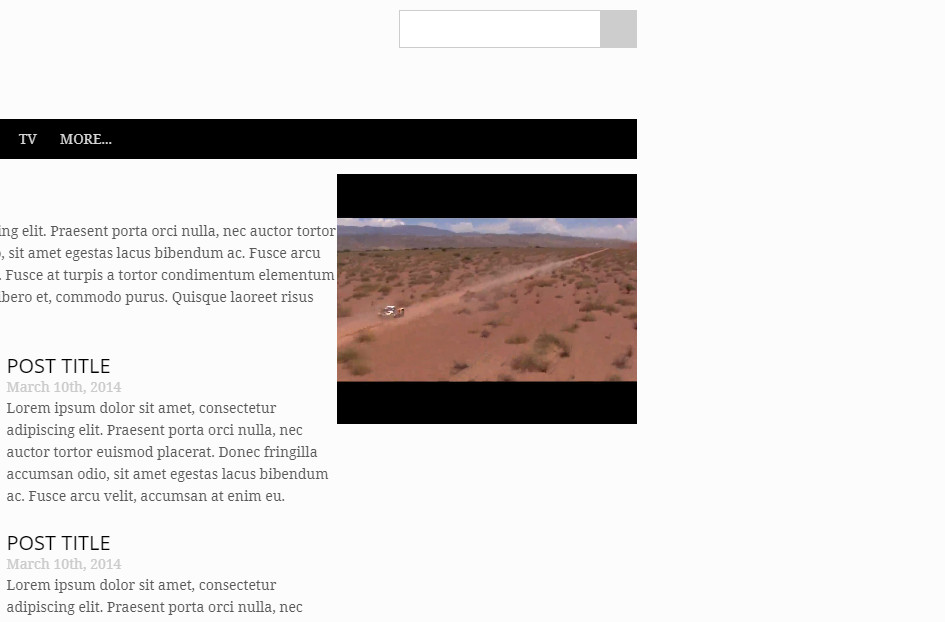 TV MORE...
ing elit. Praesent porta orci nulla, nec auctor tortor
, sit amet egestas lacus bibendum ac. Fusce arcu
. Fusce at turpis a tortor condimentum elementum
ibero et, commodo purus. Quisque laoreet risus
POST TITLE
March 10th, 2014
Lorem ipsum dolor sit amet, consectetur
adipiscing elit. Praesent porta orci nulla, nec
auctor tortor euismod placerat. Donec fringilla
accumsan odio, sit amet egestas lacus bibendum
ac. Fusce arcu velit, accumsan at enim eu.
POST TITLE
March 10th, 2014
Lorem ipsum dolor sit amet, consectetur
adipiscing elit. Praesent porta orci nulla, nec